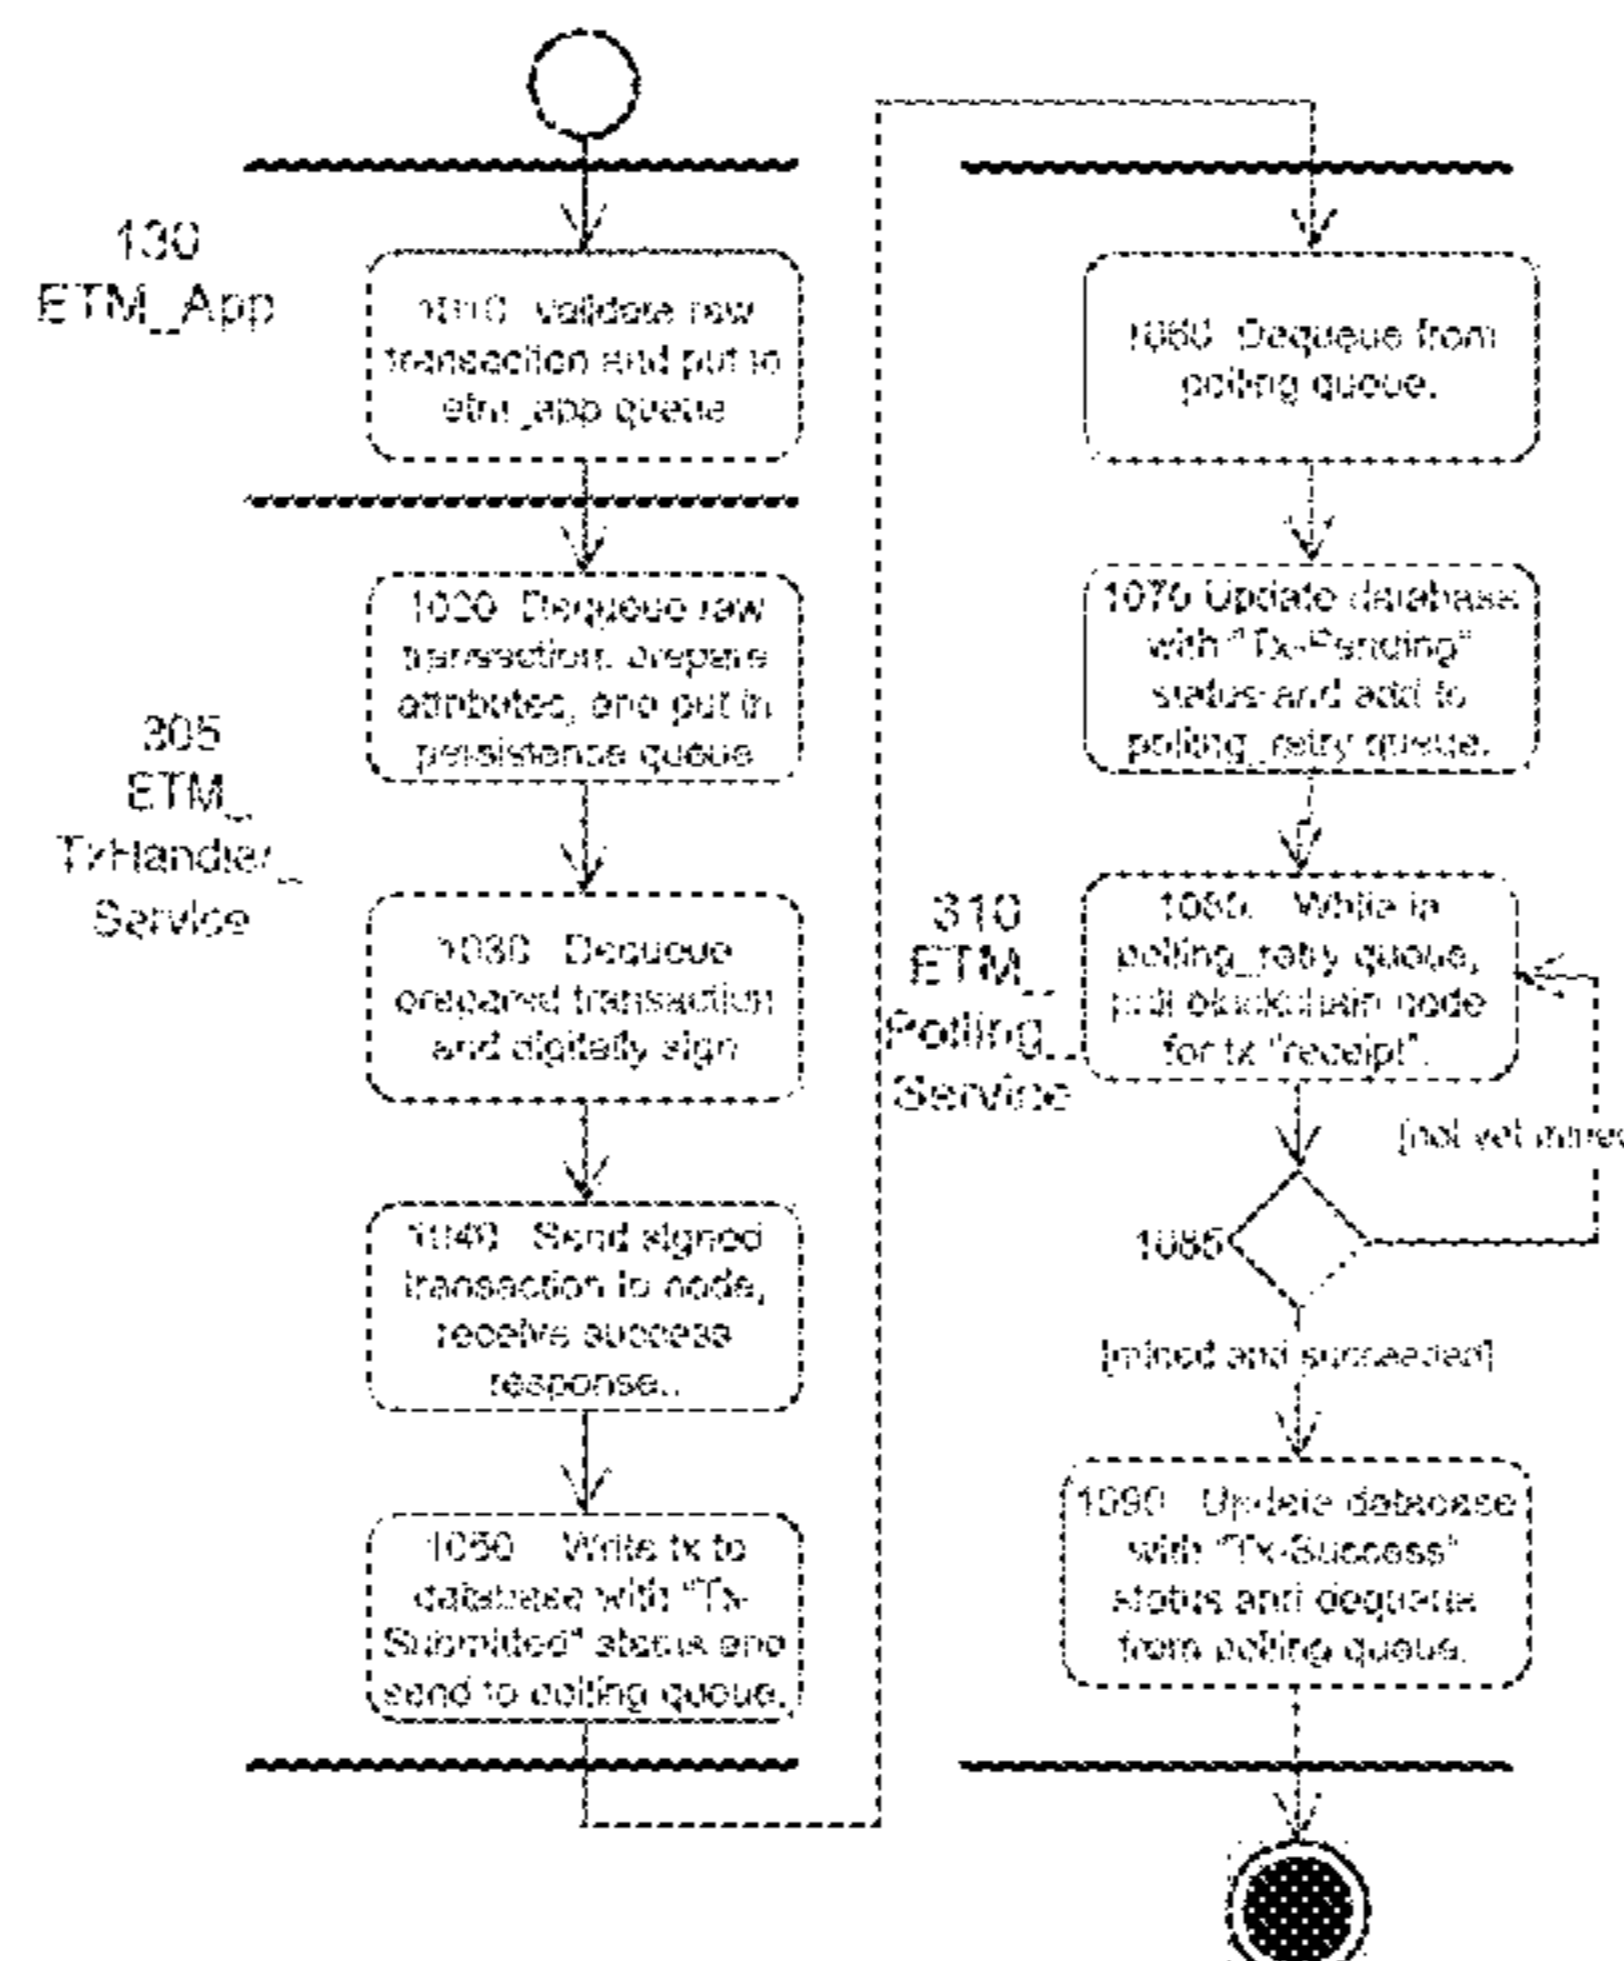 130
ETM_App
1010 Validate raw
transaction and put in
etm_app queue
305
ETM_
TxHandler_
Service
1020 Dequeue raw
transaction, prepare
attributes, and put in
persistence queue
1030 Dequeue
prepared transaction
and digitally sign
1040 Send signed
transaction to node,
receive success
response..
1050 Write tx to
database with "Tx-
Submitted" status and
send to polling queue.
1060 Dequeue from
polling queue.
1070 Update database
with "Tx-Pending"
status and add to
polling_retry queue.
310
ETM_
Polling_
Service
1080. While in
polling_retry queue,
poll blockchain node
for tx "receipt".
[not yet mined
1085
[mined and succeeded]
1090 Update database
with "Tx-Success"
status and dequeue
from polling queue.